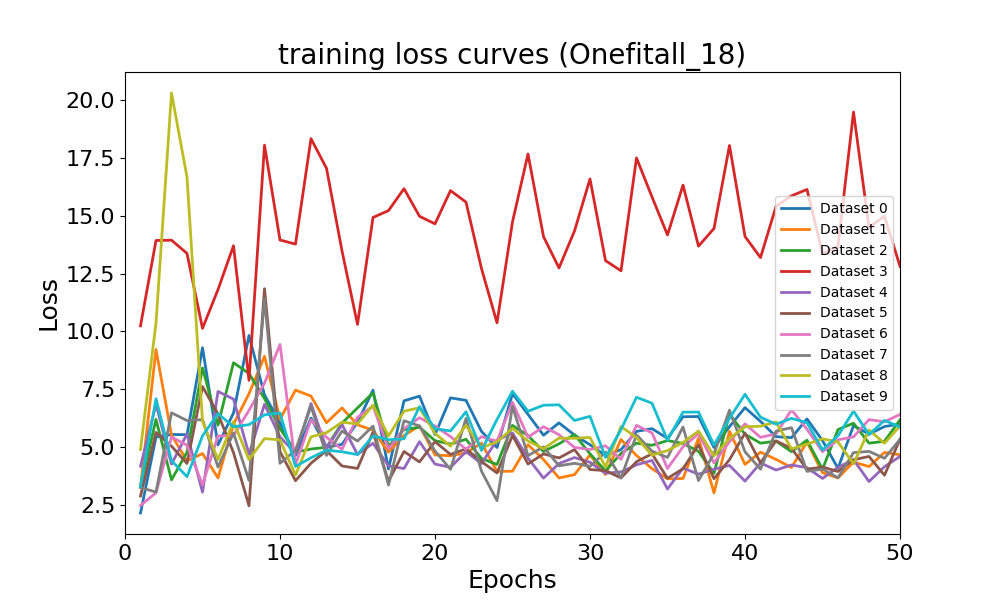 training loss curves (Onefitall_18)
Loss
20.0
17.5
15.0
12.5
10.0
7.5
5.0
2.5
Dataset 0
Dataset 1
Dataset 2
Dataset 3
Dataset 4
Dataset 5
Dataset 6
Dataset 7
Dataset 8
Dataset 9
0 10 20 30 40 50
Epochs